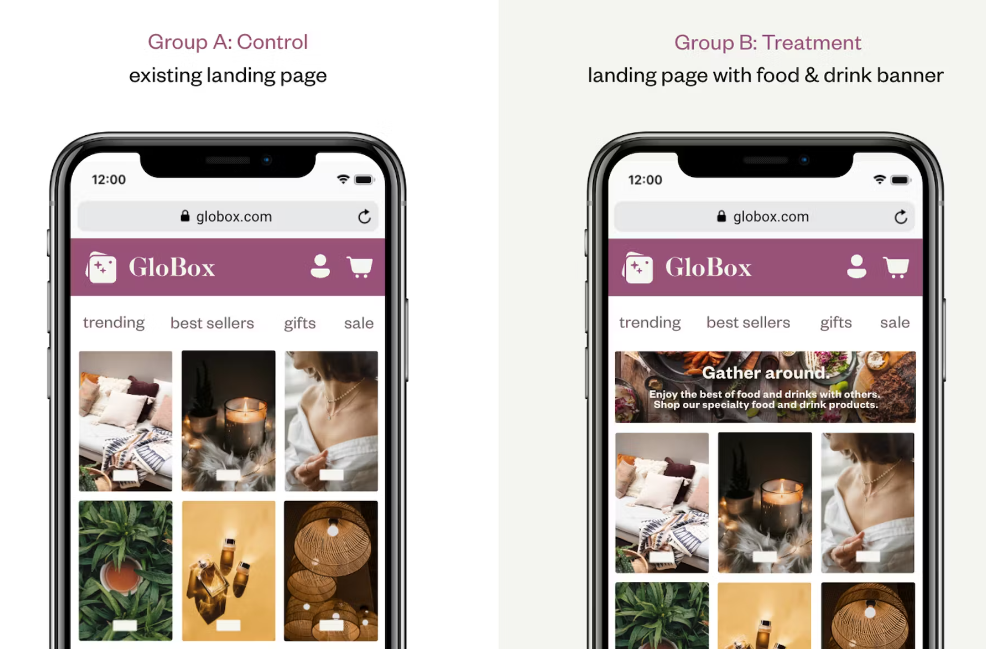 Group A: Control
existing landing page
12:00
globox.com
GloBox
trending best sellers gifts sale
Group B: Treatment
landing page with food & drink banner
12:00
globox.com
GloBox
trending best sellers gifts sale
Gather around.
Enjoy the best of food and drinks with others.
Shop our specialty food and drink products.